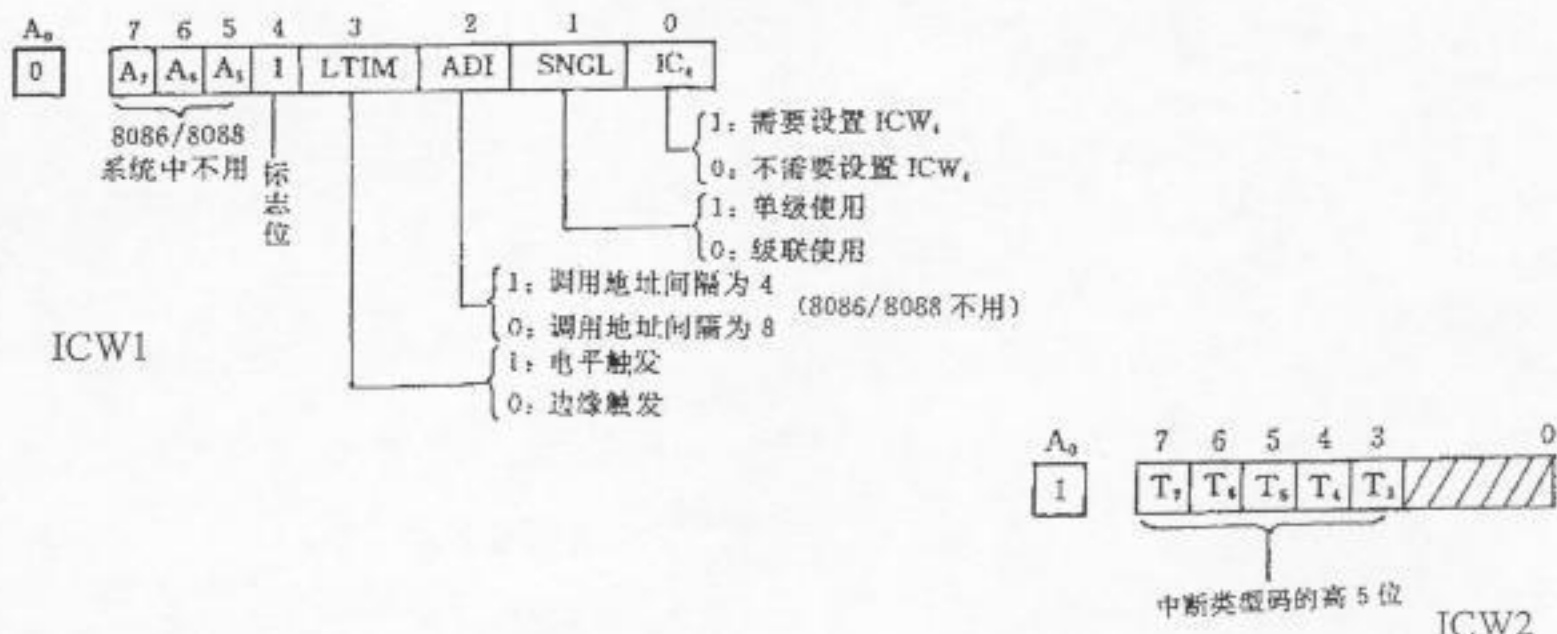 A₀ 7 6 5 4 3 2 1 0
0 A₇ A₆ A₅ 1 LTIM ADI SNGL IC₄
8086/8088
系统中不用
标志位
1：需要设置 ICW₄
0：不需要设置 ICW₄
1：单级使用
0：级联使用
1：调用地址间隔为 4
0：调用地址间隔为 8
(8086/8088 不用)
ICW1
1：电平触发
0：边缘触发
A₀ 7 6 5 4 3 0
1 T₇ T₆ T₅ T₄ T₃
中断类型码的高 5 位
ICW2